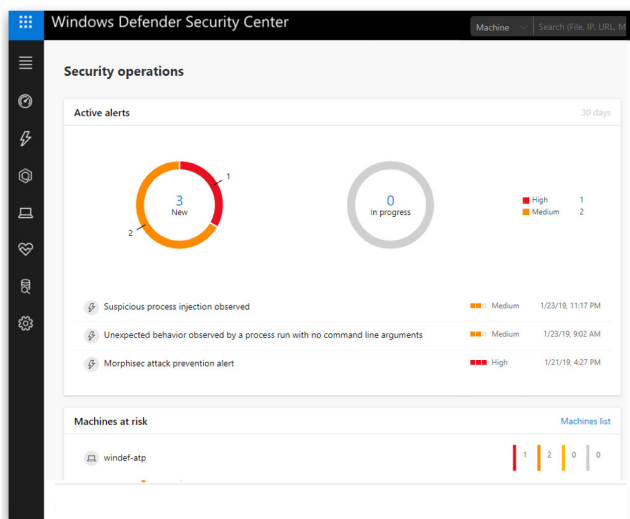 Windows Defender Security Center
Machine
Search (File, IP, URL, M
Security operations
Active alerts
30 days
1
3
New
2
0
In progress
High 1
Medium 2
Suspicious process injection observed Medium 1/23/19, 11:17 PM
Unexpected behavior observed by a process run with no command line arguments Medium 1/23/19, 9:02 AM
Morphisec attack prevention alert High 1/21/19, 4:27 PM
Machines at risk Machines list
windef-atp 1 2 0 0